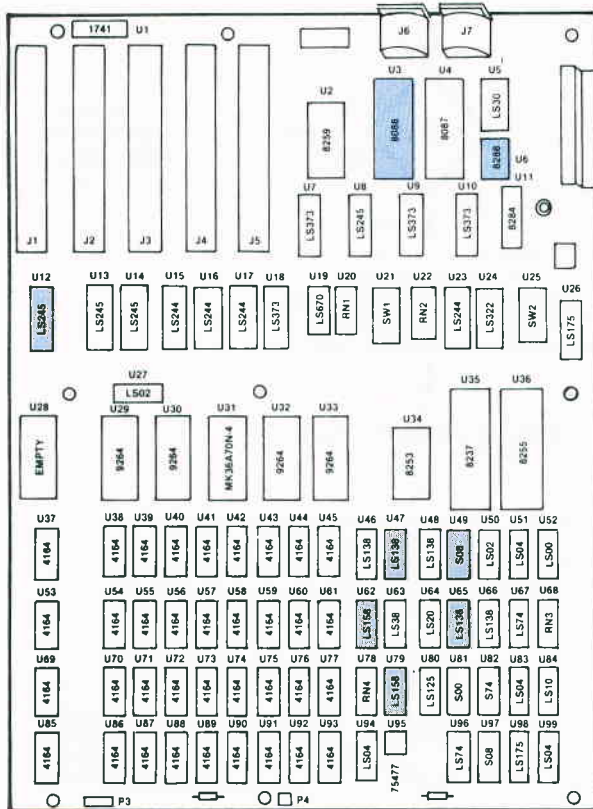 1741 U1
J6 J7
U2 U3 U4 U5
8259 8088 8087 LS30
8288 U6
U7 U8 U9 U10 U11
LS373 LS245 LS373 LS373 8284
J1 J2 J3 J4 J5
U12 U13 U14 U15 U16 U17 U18 U19 U20 U21 U22 U23 U24 U25 U26
LS245 LS245 LS245 LS244 LS244 LS244 LS373 LS670 RN1 SW1 RN2 LS244 LS322 SW2 LS175
U27
LS02
U28 U29 U30 U31 U32 U33 U34 U35 U36
EMPTY 9264 9264 MK36A70N-4 9264 9264 8253 8237 8255
U37 U38 U39 U40 U41 U42 U43 U44 U45 U46 U47 U48 U49 U50 U51 U52
4164 4164 4164 4164 4164 4164 4164 4164 4164 LS138 LS138 LS138 S08 LS02 LS04 LS00
U53 U54 U55 U56 U57 U58 U59 U60 U61 U62 U63 U64 U65 U66 U67 U68
4164 4164 4164 4164 4164 4164 4164 4164 4164 LS158 LS38 LS20 LS138 LS138 LS74 RN3
U69 U70 U71 U72 U73 U74 U75 U76 U77 U78 U79 U80 U81 U82 U83 U84
4164 4164 4164 4164 4164 4164 4164 4164 4164 RN4 LS158 LS125 S00 S74 LS04 LS10
U85 U86 U87 U88 U89 U90 U91 U92 U93 U94 U95 U96 U97 U98 U99
4164 4164 4164 4164 4164 4164 4164 4164 4164 LS04 75477 LS74 S08 LS175 LS04
P3 P4